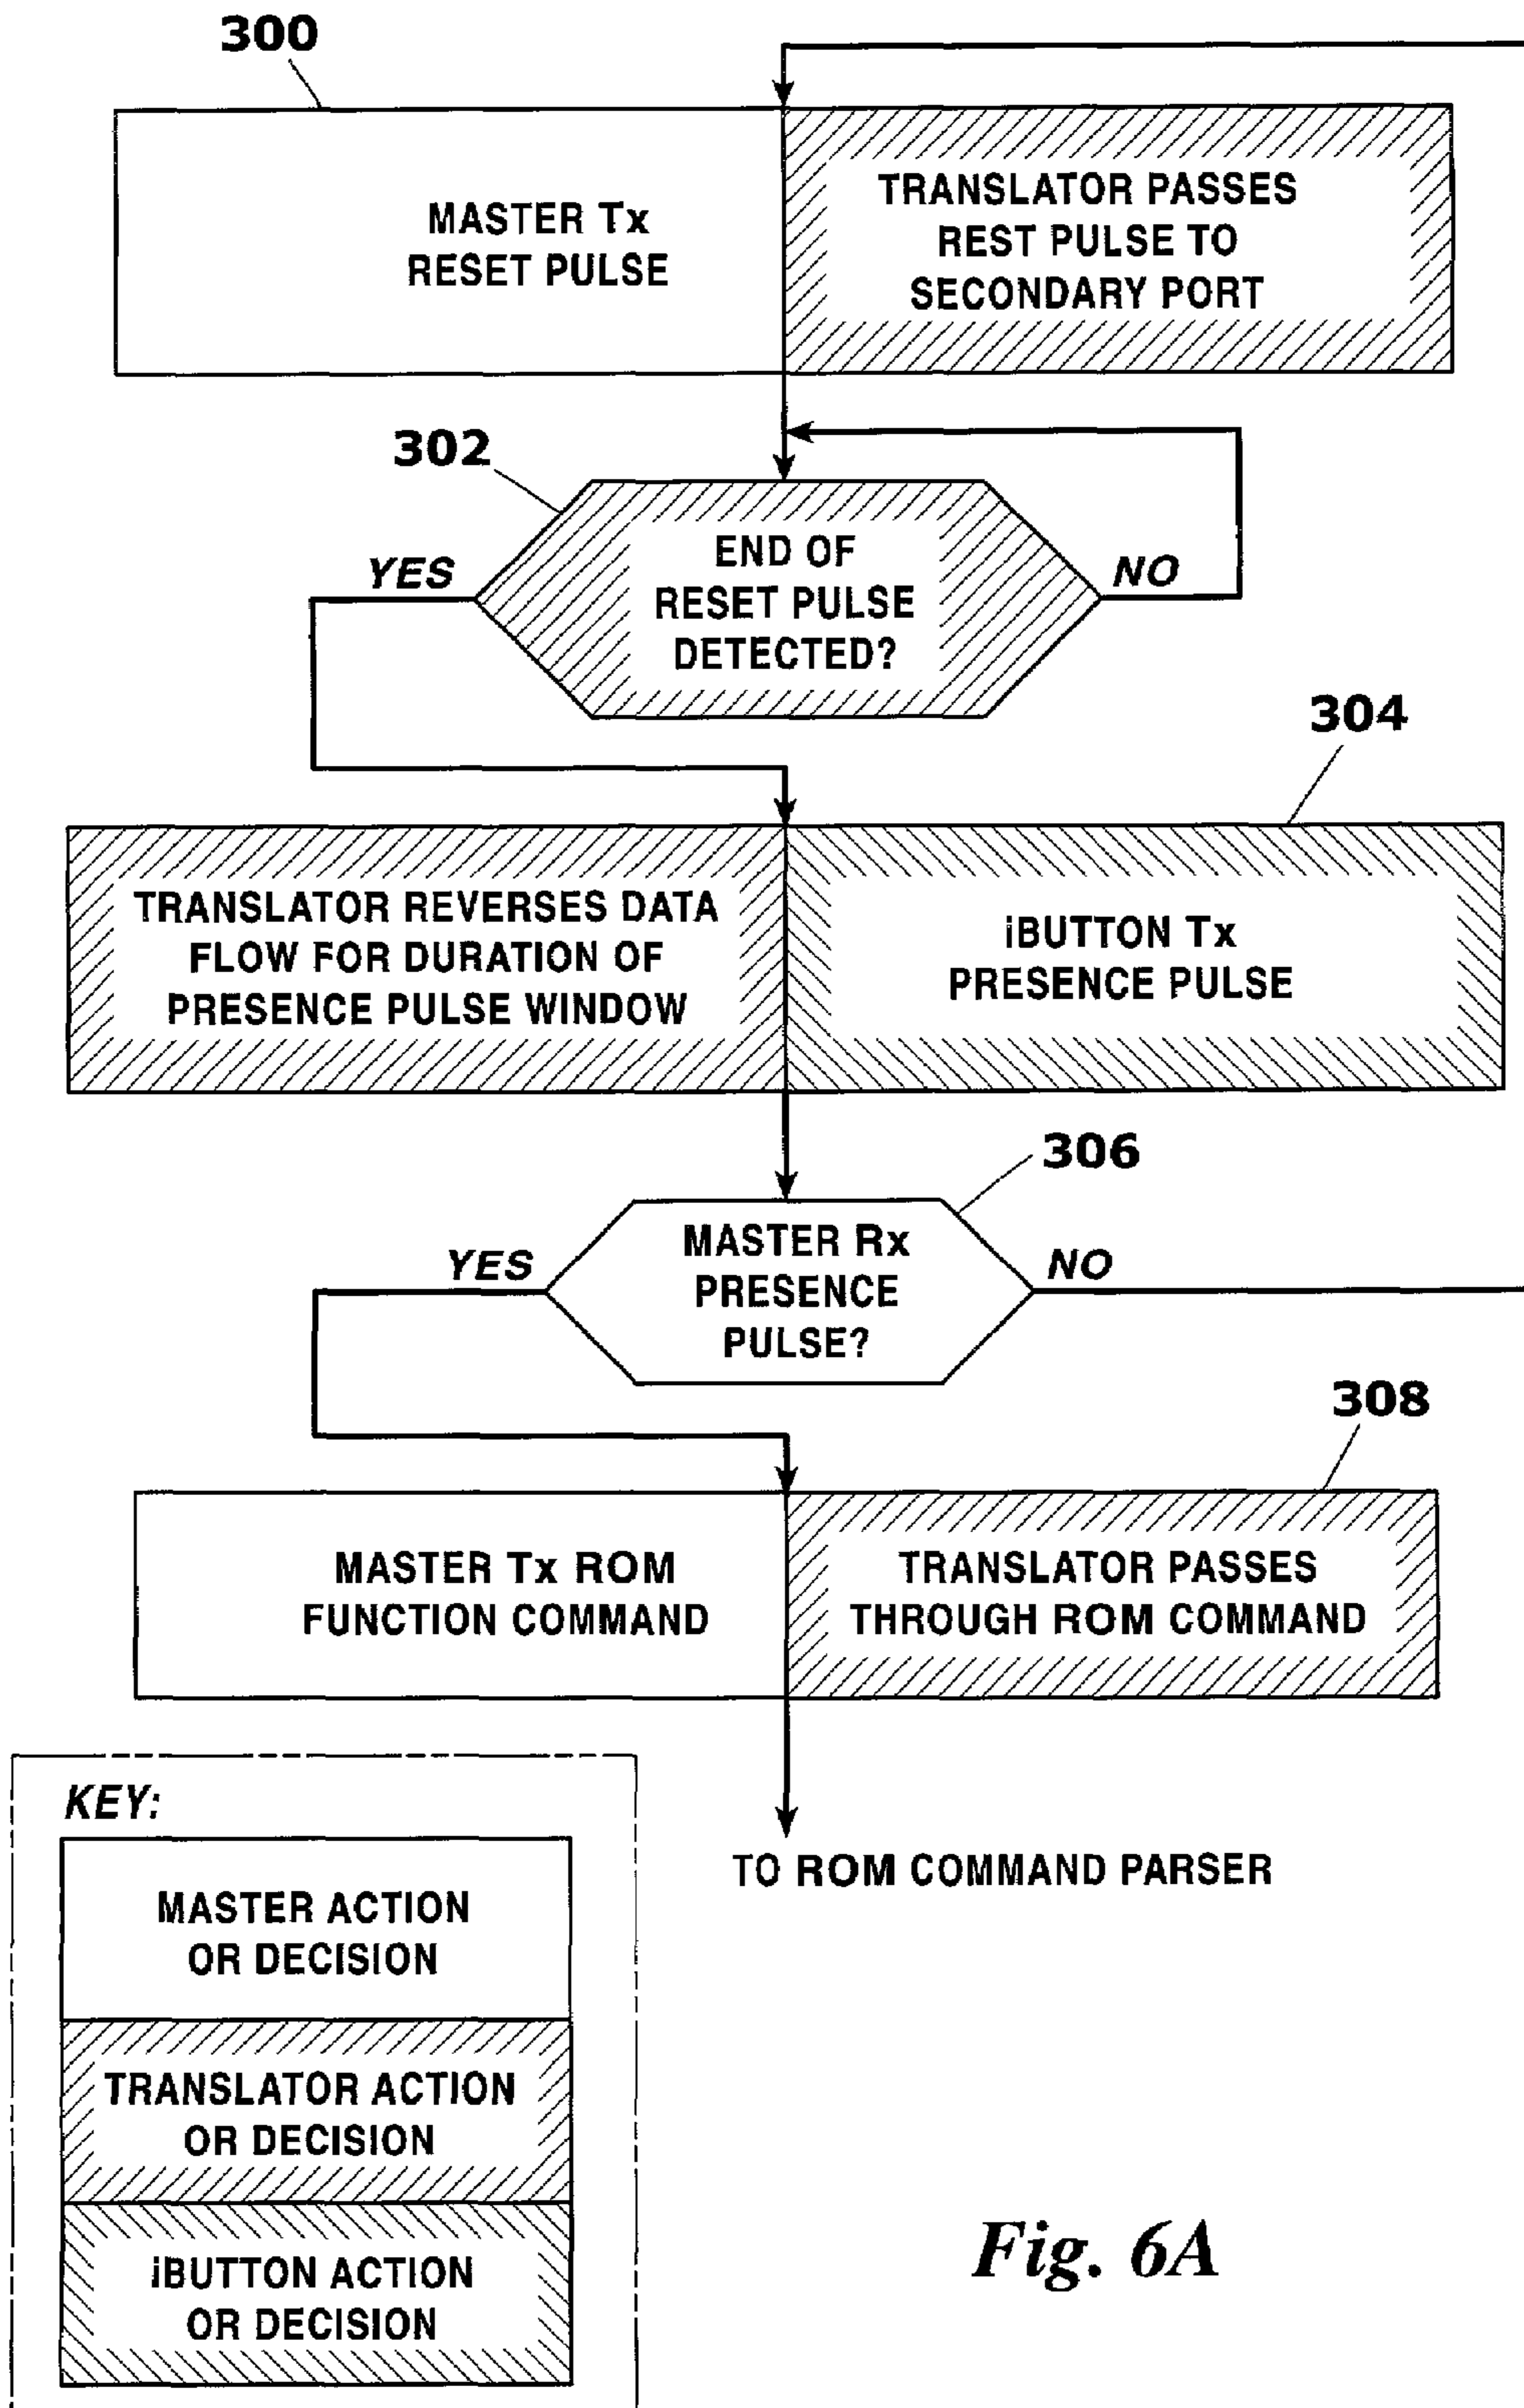 300
MASTER Tx
RESET PULSE
TRANSLATOR PASSES
REST PULSE TO
SECONDARY PORT
302
YES
END OF
RESET PULSE
DETECTED?
NO
304
TRANSLATOR REVERSES DATA
FLOW FOR DURATION OF
PRESENCE PULSE WINDOW
iBUTTON Tx
PRESENCE PULSE
306
YES
MASTER Rx
PRESENCE
PULSE?
NO
308
MASTER Tx ROM
FUNCTION COMMAND
TRANSLATOR PASSES
THROUGH ROM COMMAND
TO ROM COMMAND PARSER
KEY:
MASTER ACTION
OR DECISION
TRANSLATOR ACTION
OR DECISION
iBUTTON ACTION
OR DECISION
Fig. 6A